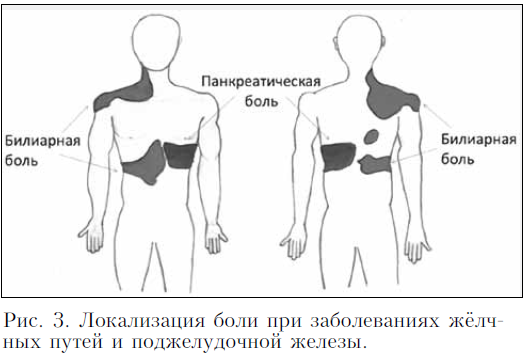 Панкреатическая
боль
Билиарная
боль
Билиарная
боль
Рис. 3. Локализация боли при заболеваниях жёлч-
ных путей и поджелудочной железы.